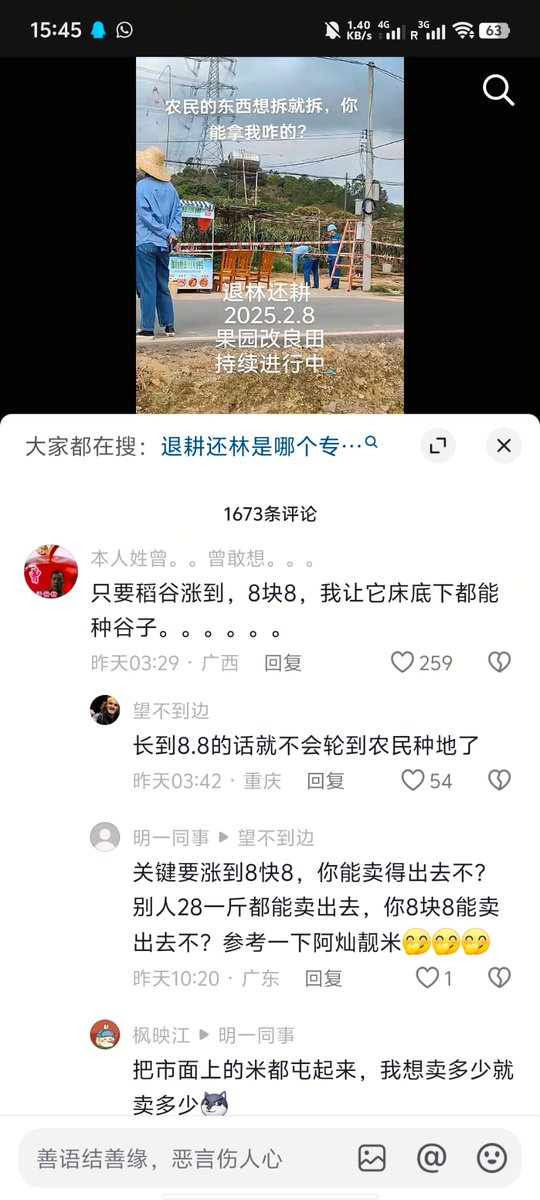 15:45
1.40
KB/s
4G
R
3G
63
农民的东西想拆就拆，你
能拿我咋的？
退林还耕
2025.2.8
果园改良田
持续进行中
大家都在搜：退耕还林是哪个专…
1673条评论
本人姓曾。。曾敢想。。。
只要稻谷涨到，8块8，我让它床底下都能
种谷子。。。。。。
昨天03:29 · 广西 回复
259
望不到边
长到8.8的话就不会轮到农民种地了
昨天03:42 · 重庆 回复
54
明一同事 ▶ 望不到边
关键要涨到8快8，你能卖得出去不？
别人28一斤都能卖出去，你8块8能卖
出去不？参考一下阿灿靓米🤭🤭🤭
昨天10:20 · 广东 回复
1
枫映江 ▶ 明一同事
把市面上的米都屯起来，我想卖多少就
卖多少
善语结善缘，恶言伤人心